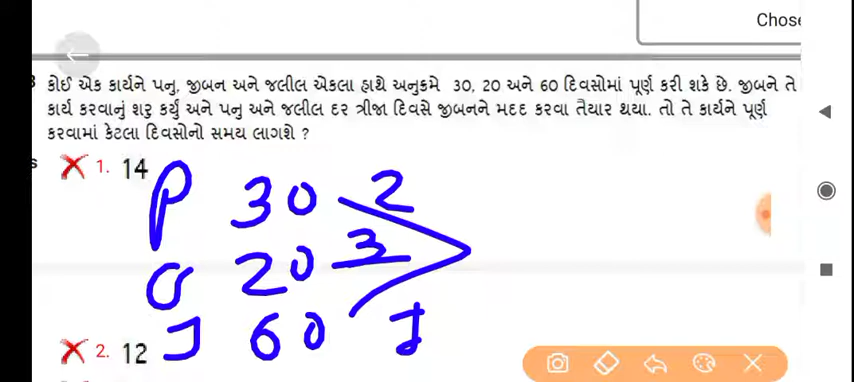 Chose
કોઈ એક કાર્યને પનુ, જીબન અને જલીલ એકલા હાથે અનુક્રમે 30, 20 અને 60 દિવસોમાં પૂર્ણ કરી શકે છે. જીબને તે
કાર્ય કરવાનું શરુ કર્યું અને પનુ અને જલીલ દર ત્રીજા દિવસે જીબનને મદદ કરવા તૈયાર થયા. તો તે કાર્યને પૂર્ણ
કરવામાં કેટલા દિવસોનો સમય લાગશે ?
1. 14
P 30 2
20 3
J 60 1
2. 12